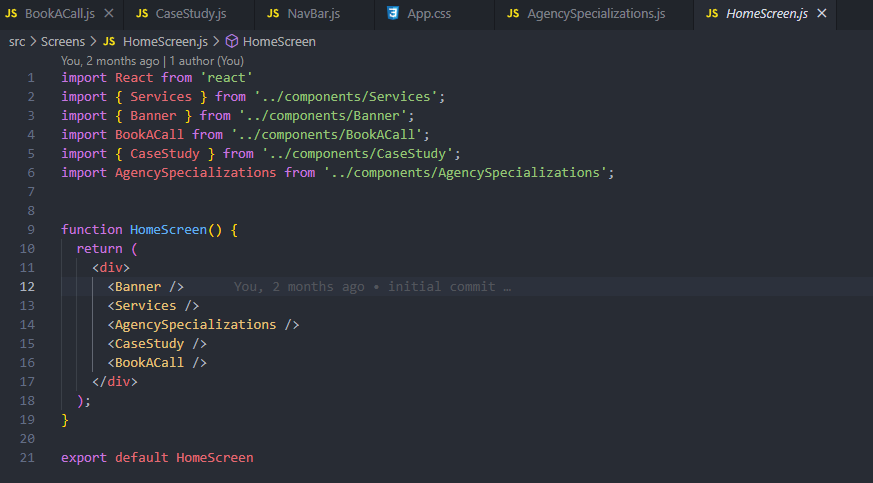 JS BookACall.js × JS CaseStudy.js JS NavBar.js 3 App.css JS AgencySpecializations.js JS HomeScreen.js ×
src > Screens > JS HomeScreen.js > HomeScreen
You, 2 months ago | 1 author (You)
1 import React from 'react'
2 import { Services } from '../components/Services';
3 import { Banner } from '../components/Banner';
4 import BookACall from '../components/BookACall';
5 import { CaseStudy } from '../components/CaseStudy';
6 import AgencySpecializations from '../components/AgencySpecializations';
7
8
9 function HomeScreen() {
10 return (
11 <div>
12 <Banner /> You, 2 months ago • initial commit …
13 <Services />
14 <AgencySpecializations />
15 <CaseStudy />
16 <BookACall />
17 </div>
18 );
19 }
20
21 export default HomeScreen